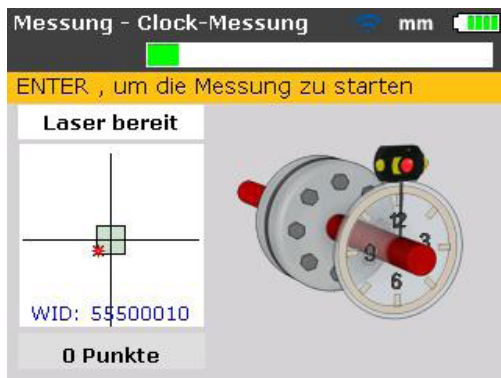 Messung - Clock-Messung mm
ENTER , um die Messung zu starten
Laser bereit
WID: 55500010
0 Punkte
12
3
9
6